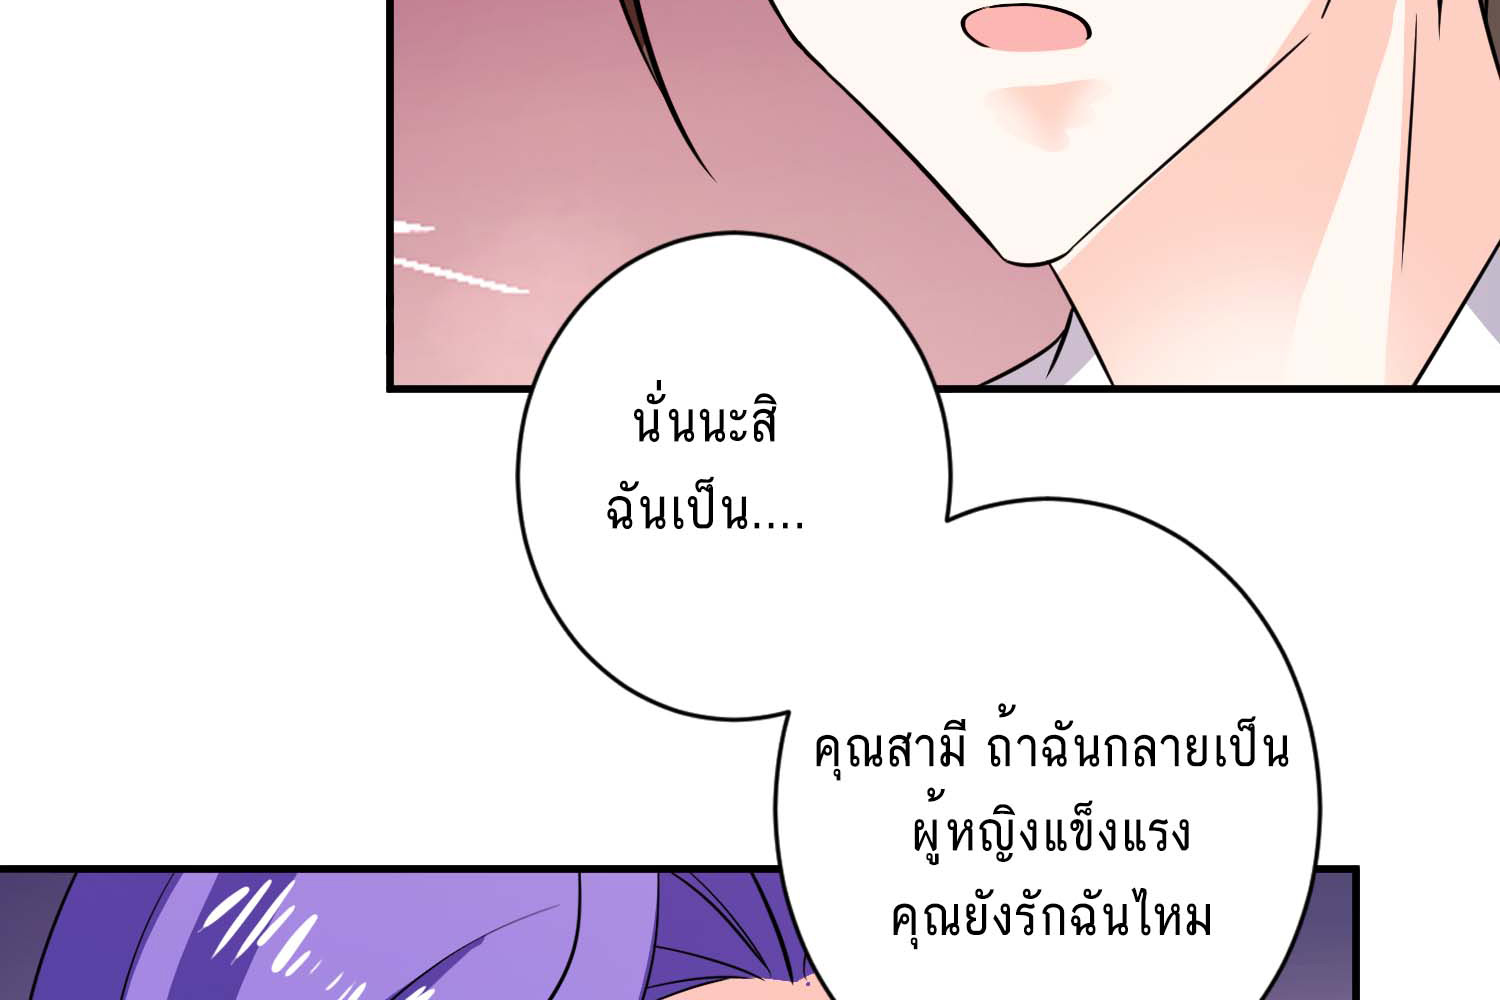 นั่นนะสิ
ฉันเป็น....
คุณสามี ถ้าฉันกลายเป็น
ผู้หญิงแข็งแรง
คุณยังรักฉันไหม